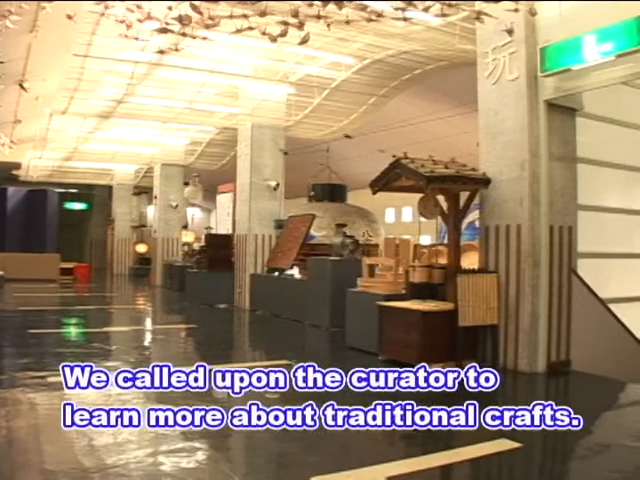 玩
We called upon the curator to
learn more about traditional crafts.